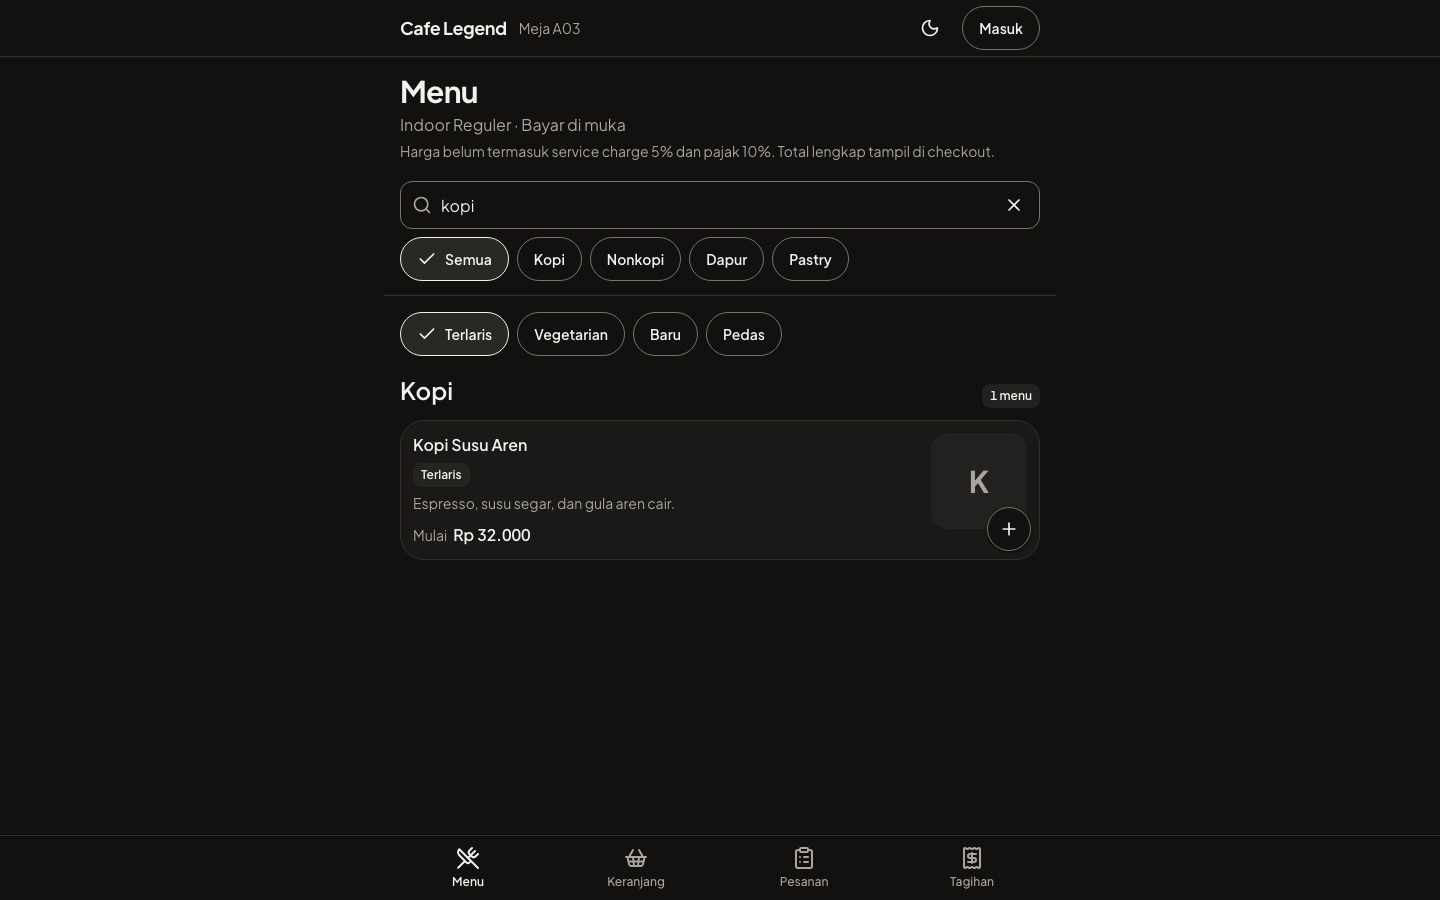 Cafe Legend Meja A03 Masuk
Menu
Indoor Reguler · Bayar di muka
Harga belum termasuk service charge 5% dan pajak 10%. Total lengkap tampil di checkout.
kopi
Semua Kopi Nonkopi Dapur Pastry
Terlaris Vegetarian Baru Pedas
Kopi 1 menu
Kopi Susu Aren
Terlaris
K
Espresso, susu segar, dan gula aren cair.
Mulai Rp 32.000
Menu Keranjang Pesanan Tagihan